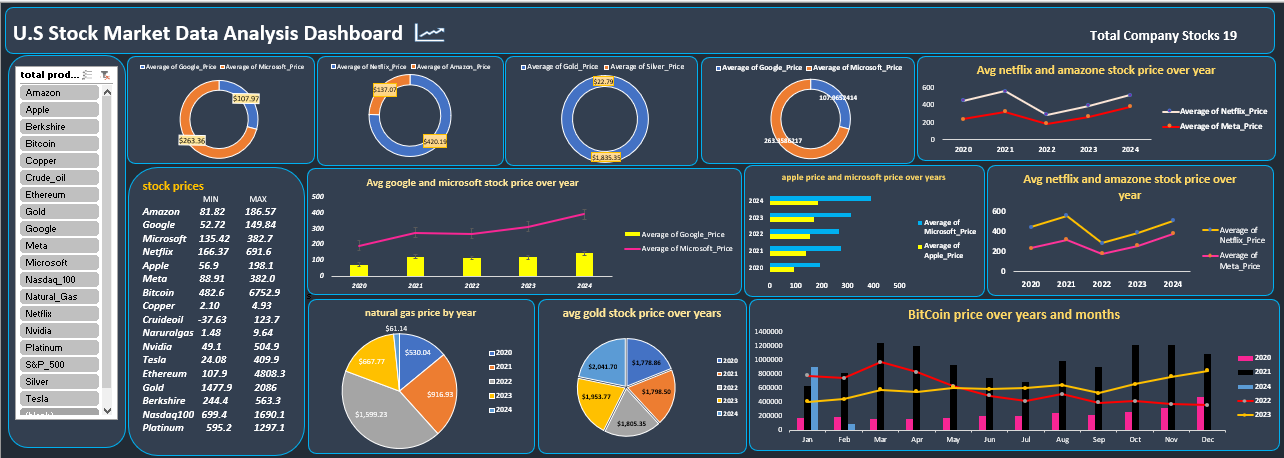 U.S Stock Market Data Analysis Dashboard
Total Company Stocks 19
total prod...
Amazon
Apple
Berkshire
Bitcoin
Copper
Crude_oil
Ethereum
Gold
Google
Meta
Microsoft
Nasdaq_100
Natural_Gas
Netflix
Nvidia
Platinum
S&P_500
Silver
Tesla
Average of Google_Price Average of Microsoft_Price
$107.97
$263.36
Average of Netflix_Price Average of Amazon_Price
$137.07
$420.19
Average of Gold_Price Average of Silver_Price
$22.79
$1,835.35
Average of Google_Price Average of Microsoft_Price
Avg netflix and amazone stock price over year
600
400
200
0
2020 2021 2022 2023 2024
Average of Netflix_Price
Average of Meta_Price
stock prices
MIN MAX
Amazon 81.82 186.57
Google 52.72 149.84
Microsoft 135.42 382.7
Netflix 166.37 691.6
Apple 56.9 198.1
Meta 88.91 382.0
Bitcoin 482.6 6752.9
Copper 2.10 4.93
Cruideoil -37.63 123.7
Naruralgas 1.48 9.64
Nvidia 49.1 504.9
Tesla 24.08 409.9
Ethereum 107.9 4808.3
Gold 1477.9 2086
Berkshire 244.4 563.3
Nasdaq100 699.4 1690.1
Platinum 595.2 1297.1
Avg google and microsoft stock price over year
500
400
300
200
100
0
2020 2021 2022 2023 2024
Average of Google_Price
Average of Microsoft_Price
apple price and microsoft price over years
2024
2023
2022
2021
2020
0 100 200 300 400 500
Average of
Microsoft_Price
Average of
Apple_Price
Avg netflix and amazone stock price over
year
600
400
200
0
2020 2021 2022 2023 2024
Average of
Netflix_Price
Average of
Meta_Price
natural gas price by year
$61.14
$530.04
$667.77
$916.93
$1,599.23
2020
2021
2022
2023
2024
avg gold stock price over years
$2,041.70
$1,778.86
$1,953.77
$1,798.50
$1,805.35
2020
2021
2022
2023
2024
BitCoin price over years and months
1400000
1200000
1000000
800000
600000
400000
200000
0
Jan Feb Mar Apr May Jun Jul Aug Sep Oct Nov Dec
2020
2021
2024
2022
2023